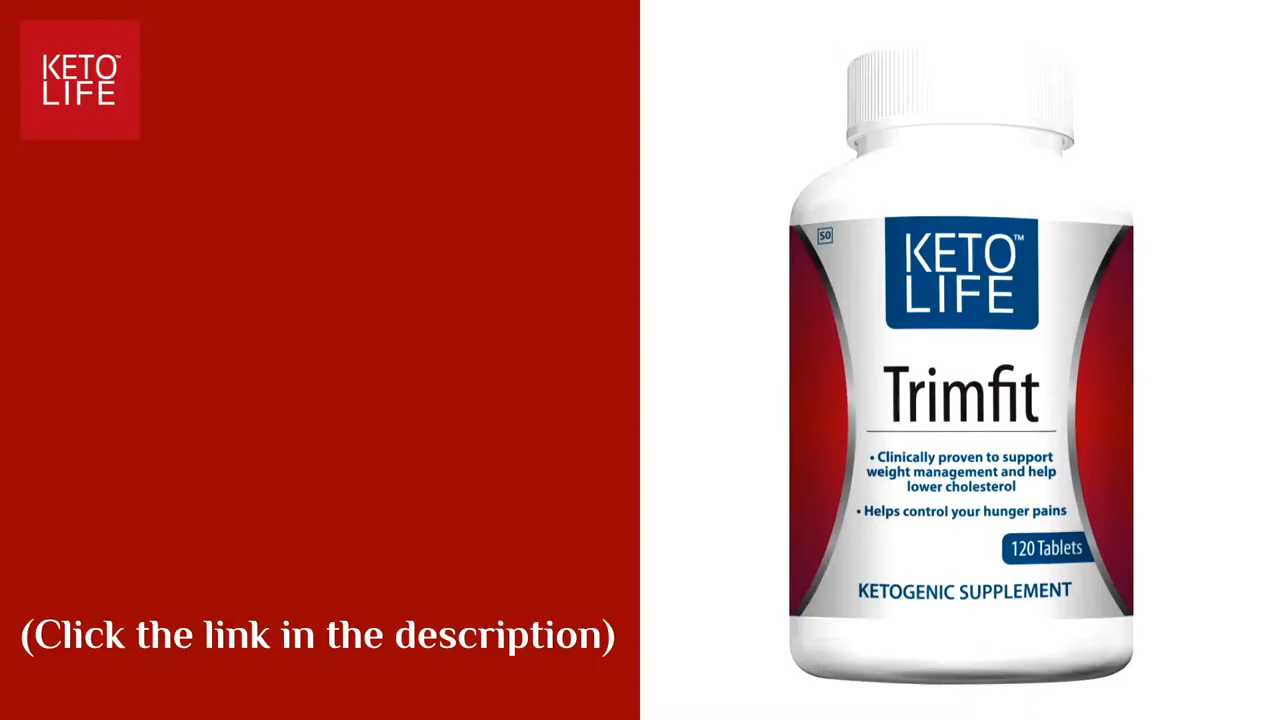 KETO™
LIFE
(Click the link in the description)
S0
KETO™
LIFE
Trimfit
• Clinically proven to support
weight management and help
lower cholesterol
• Helps control your hunger pains
120 Tablets
KETOGENIC SUPPLEMENT